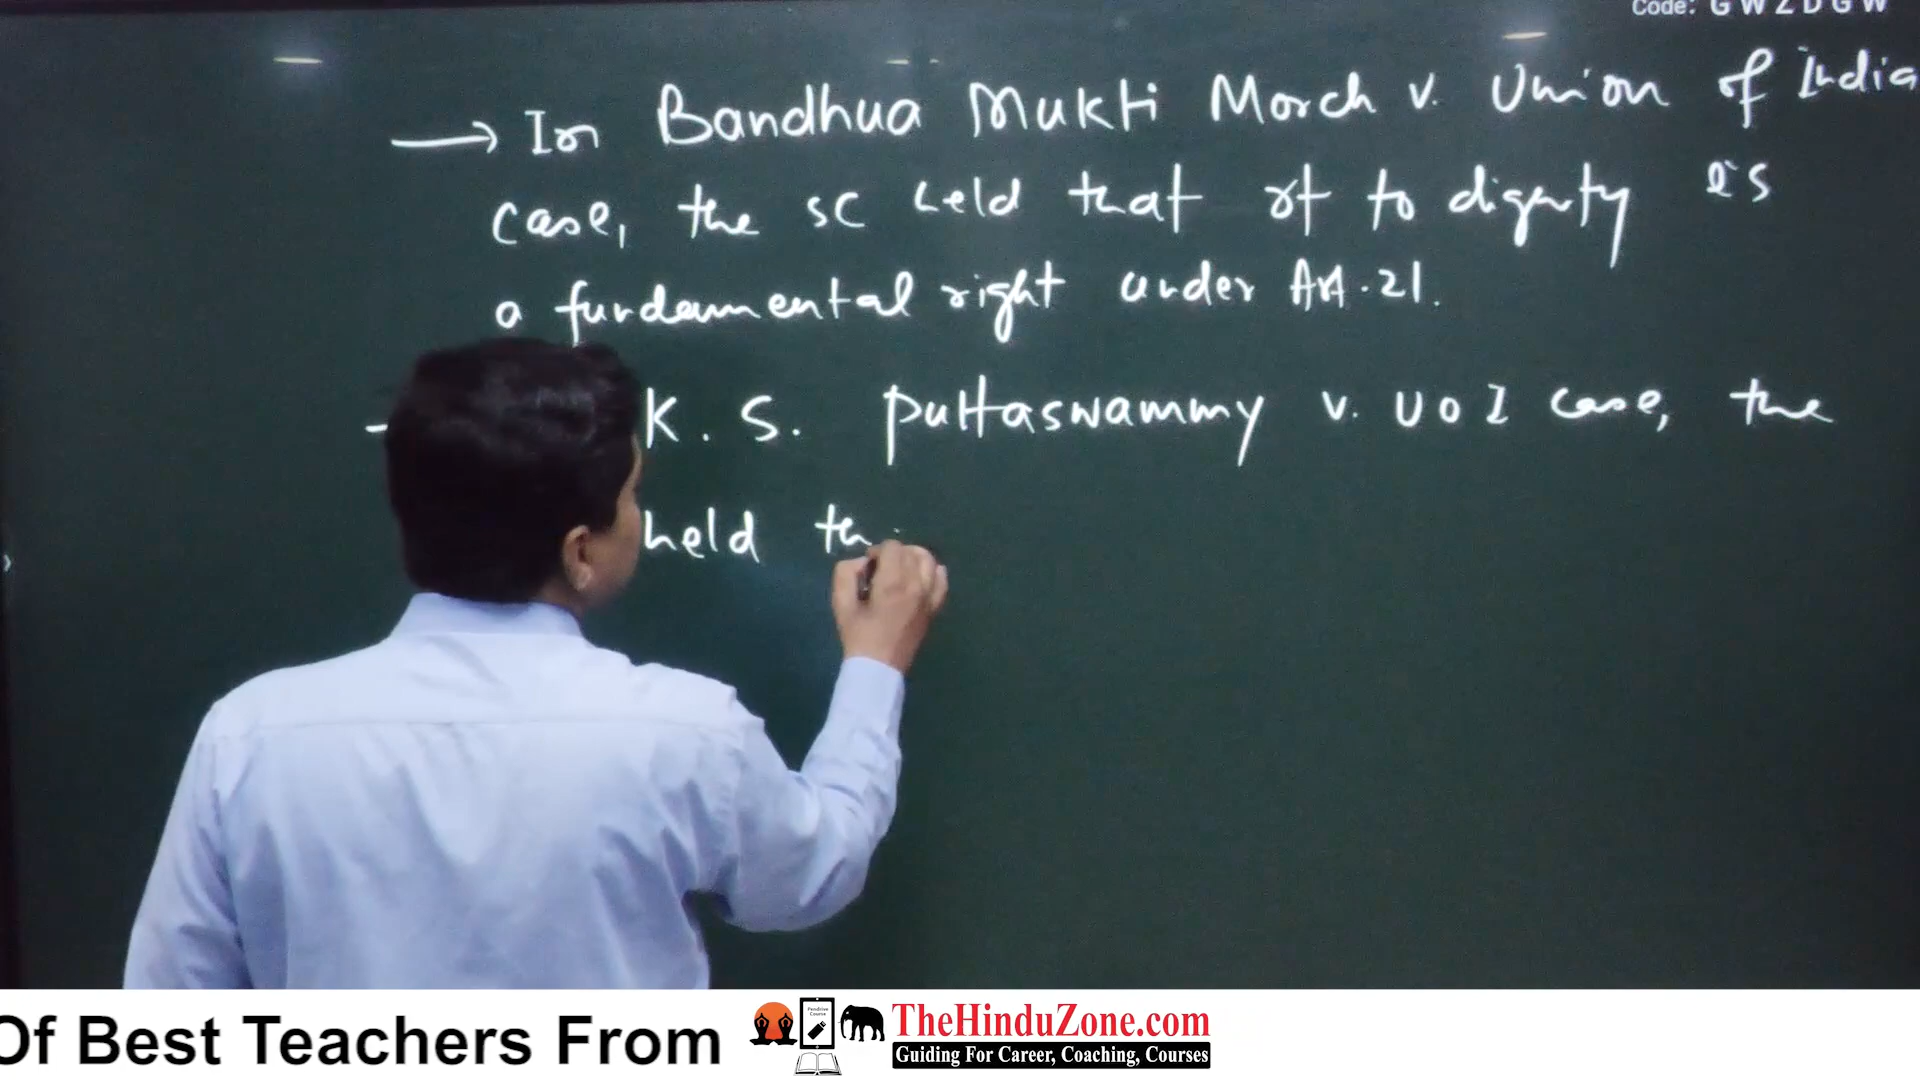 Code: GWZDGW
→ In Bandhua Mukti Morch v. Union of India
case, the SC held that rt to dignity is
a fundamental right under Art. 21.
K. S. Puttaswammy v. UOI case, the
held th
Of Best Teachers From
Pendrive Course
TheHinduZone.com
Guiding For Career, Coaching, Courses